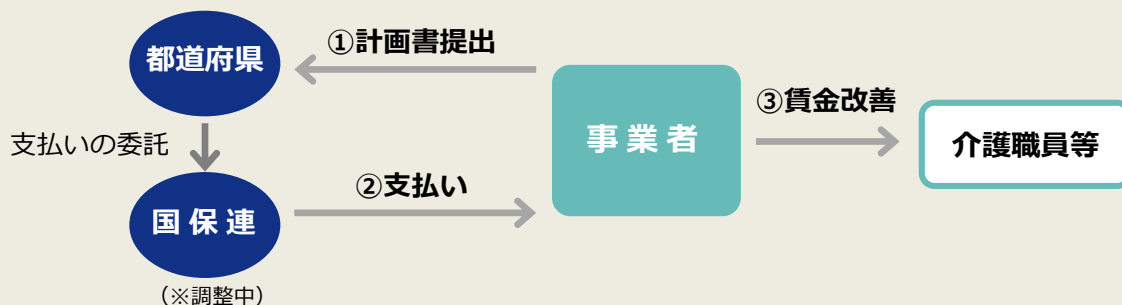 ①計画書提出
都道府県
③賃金改善
事業者
支払いの委託
介護職員等
②支払い
国保連
（※調整中）